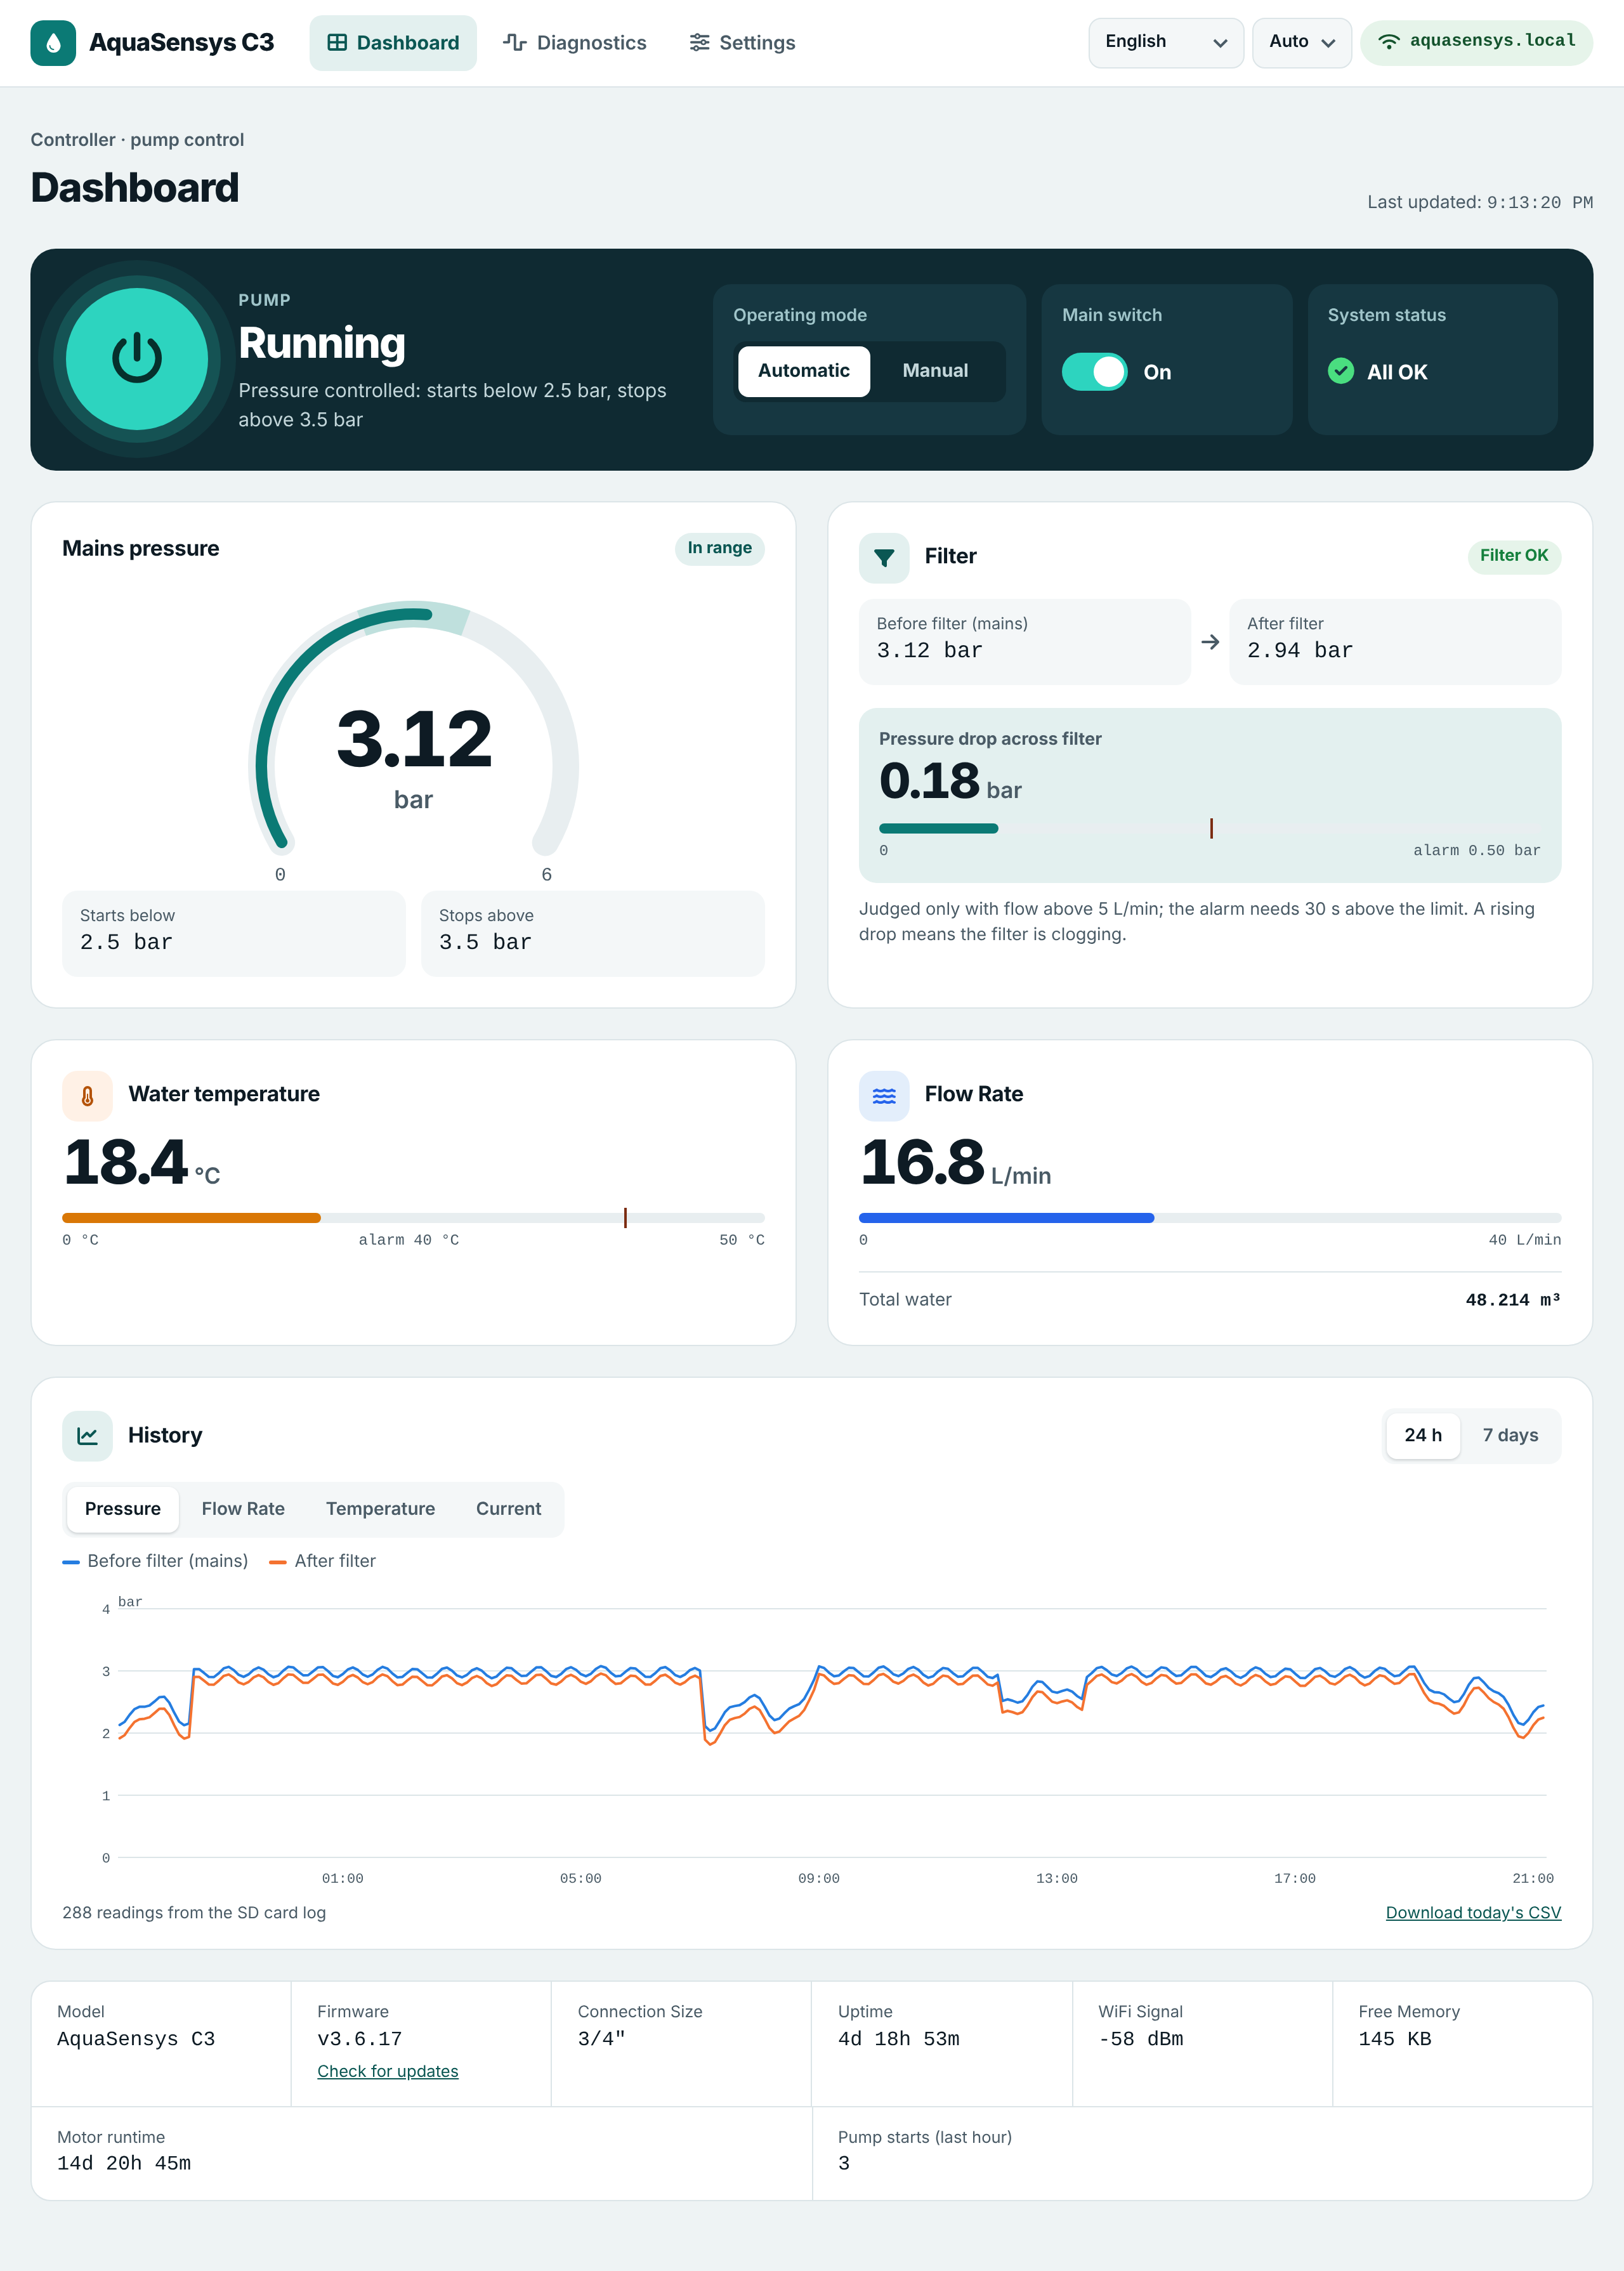 AquaSensys C3
Dashboard
Diagnostics
Settings
English
Auto
aquasensys.local
Controller · pump control
Dashboard
Last updated: 9:13:20 PM
PUMP
Running
Pressure controlled: starts below 2.5 bar, stops
above 3.5 bar
Operating mode
Automatic
Manual
Main switch
On
System status
All OK
Mains pressure
In range
3.12
bar
0
6
Starts below
2.5 bar
Stops above
3.5 bar
Filter
Filter OK
Before filter (mains)
3.12 bar
After filter
2.94 bar
Pressure drop across filter
0.18 bar
0
alarm 0.50 bar
Judged only with flow above 5 L/min; the alarm needs 30 s above the limit. A rising
drop means the filter is clogging.
Water temperature
18.4 °C
0 °C
alarm 40 °C
50 °C
Flow Rate
16.8 L/min
0
40 L/min
Total water
48.214 m³
History
24 h
7 days
Pressure
Flow Rate
Temperature
Current
Before filter (mains)
After filter
bar
4
3
2
1
0
01:00
05:00
09:00
13:00
17:00
21:00
288 readings from the SD card log
Download today's CSV
Model
AquaSensys C3
Firmware
v3.6.17
Check for updates
Connection Size
3/4"
Uptime
4d 18h 53m
WiFi Signal
-58 dBm
Free Memory
145 KB
Motor runtime
14d 20h 45m
Pump starts (last hour)
3